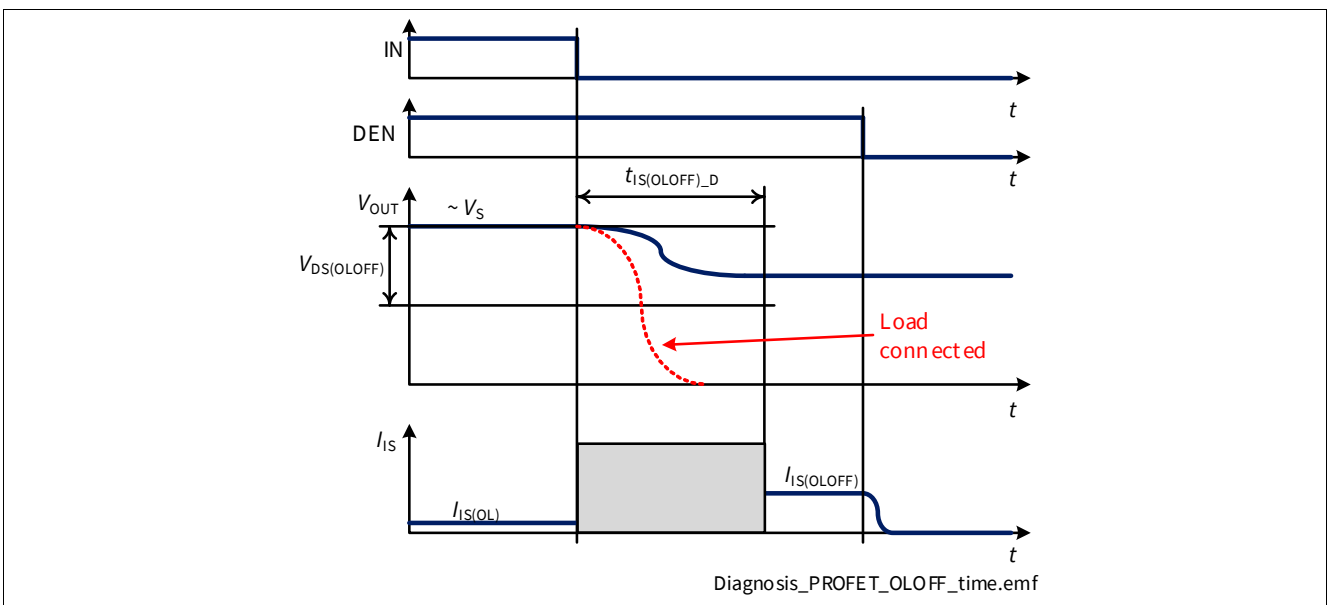 IN
t
DEN
t
tIS(OLOFF)_D
VOUT
~ VS
VDS(OLOFF)
Load
connected
t
IIS
IIS(OLOFF)
IIS(OL)
t
Diagnosis_PROFET_OLOFF_time.emf